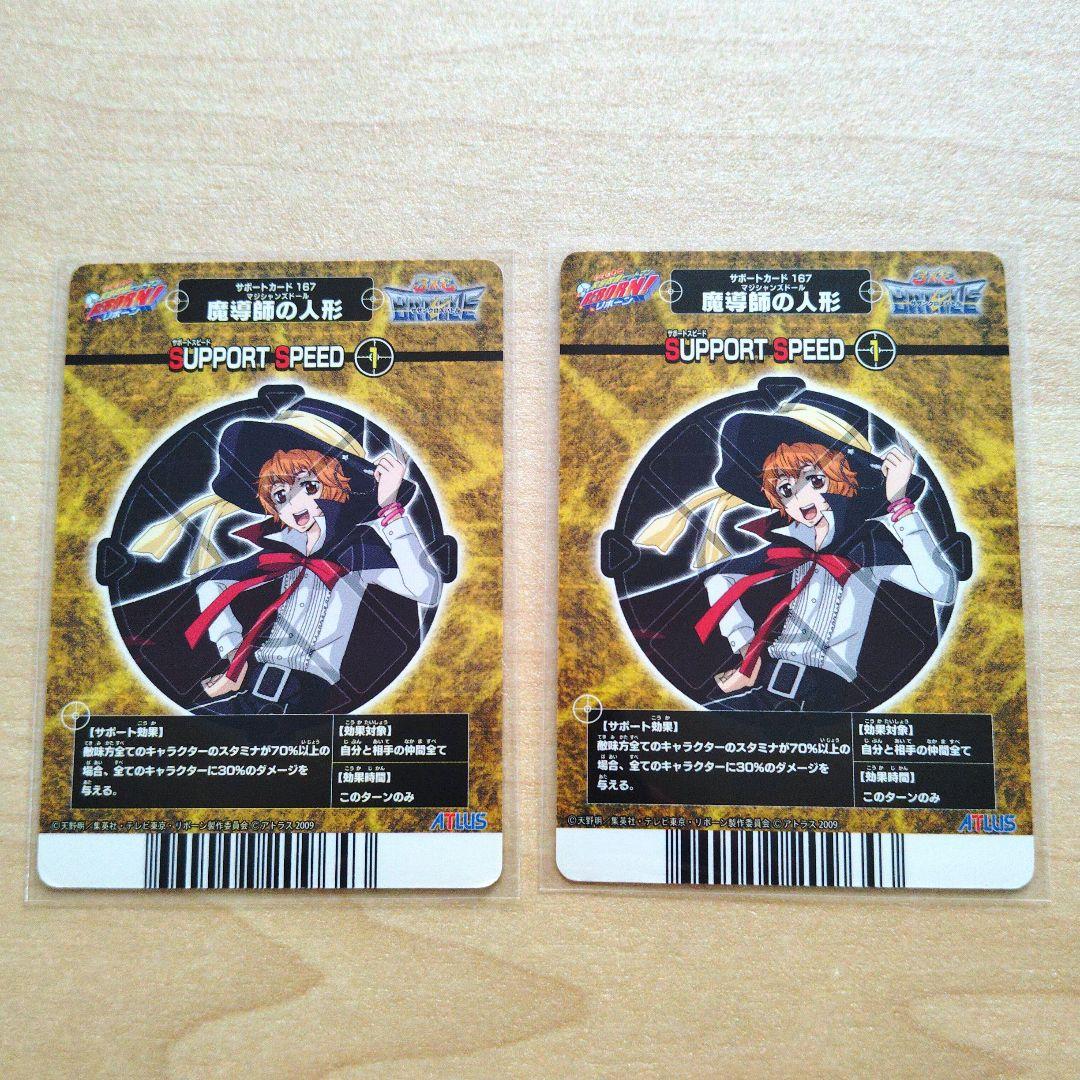 REBORN!
リボーン
サポートカード 167
マジシャンズドール
魔導師の人形
BATTLE
サポートスピード
SUPPORT SPEED 1
【サポート効果】
敵味方全てのキャラクターのスタミナが70%以上の
場合、全てのキャラクターに30%のダメージを
与える。
【効果対象】
自分と相手の仲間全て
【効果時間】
このターンのみ
©天野明/集英社・テレビ東京・リボーン製作委員会 ©アトラス 2009
ATLUS
REBORN!
リボーン
サポートカード 167
マジシャンズドール
魔導師の人形
BATTLE
サポートスピード
SUPPORT SPEED 1
【サポート効果】
敵味方全てのキャラクターのスタミナが70%以上の
場合、全てのキャラクターに30%のダメージを
与える。
【効果対象】
自分と相手の仲間全て
【効果時間】
このターンのみ
©天野明/集英社・テレビ東京・リボーン製作委員会 ©アトラス 2009
ATLUS